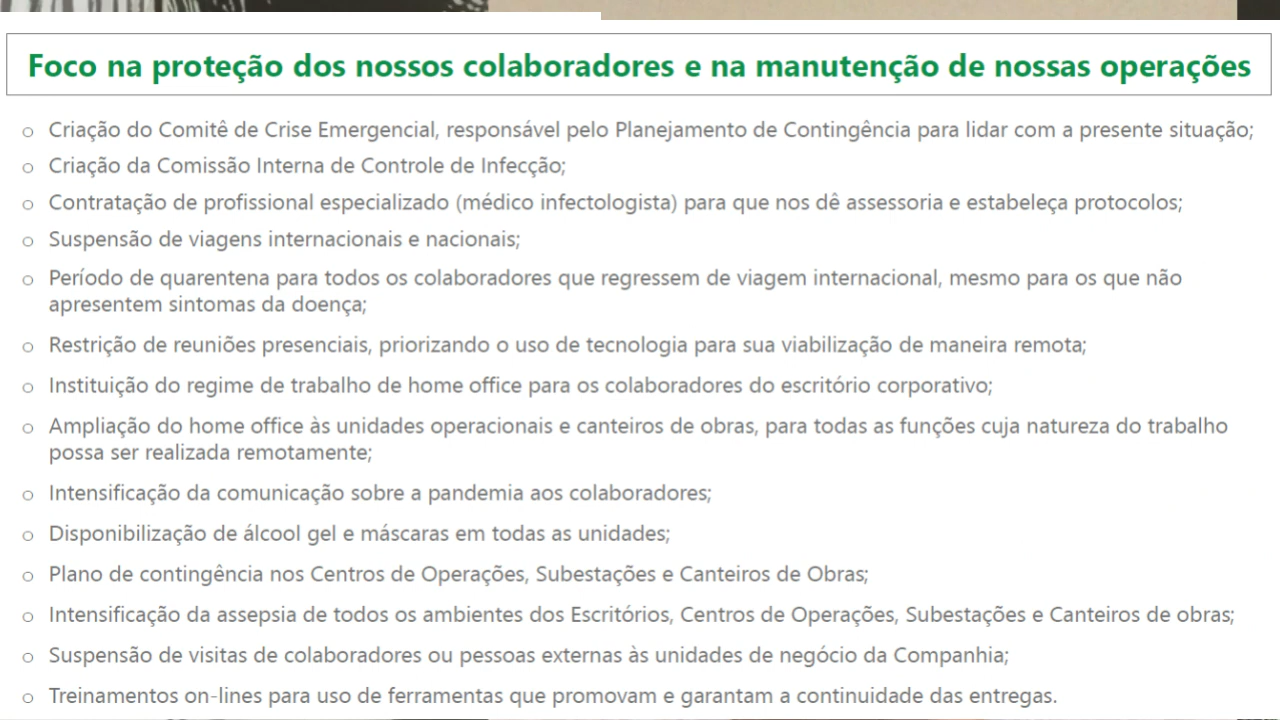 Foco na proteção dos nossos colaboradores e na manutenção de nossas operações
o Criação do Comitê de Crise Emergencial, responsável pelo Planejamento de Contingência para lidar com a presente situação;
o Criação da Comissão Interna de Controle de Infecção;
o Contratação de profissional especializado (médico infectologista) para que nos dê assessoria e estabeleça protocolos;
o Suspensão de viagens internacionais e nacionais;
o Período de quarentena para todos os colaboradores que regressem de viagem internacional, mesmo para os que não
apresentem sintomas da doença;
o Restrição de reuniões presenciais, priorizando o uso de tecnologia para sua viabilização de maneira remota;
o Instituição do regime de trabalho de home office para os colaboradores do escritório corporativo;
o Ampliação do home office às unidades operacionais e canteiros de obras, para todas as funções cuja natureza do trabalho
possa ser realizada remotamente;
o Intensificação da comunicação sobre a pandemia aos colaboradores;
o Disponibilização de álcool gel e máscaras em todas as unidades;
o Plano de contingência nos Centros de Operações, Subestações e Canteiros de Obras;
o Intensificação da assepsia de todos os ambientes dos Escritórios, Centros de Operações, Subestações e Canteiros de obras;
o Suspensão de visitas de colaboradores ou pessoas externas às unidades de negócio da Companhia;
o Treinamentos on-lines para uso de ferramentas que promovam e garantam a continuidade das entregas.